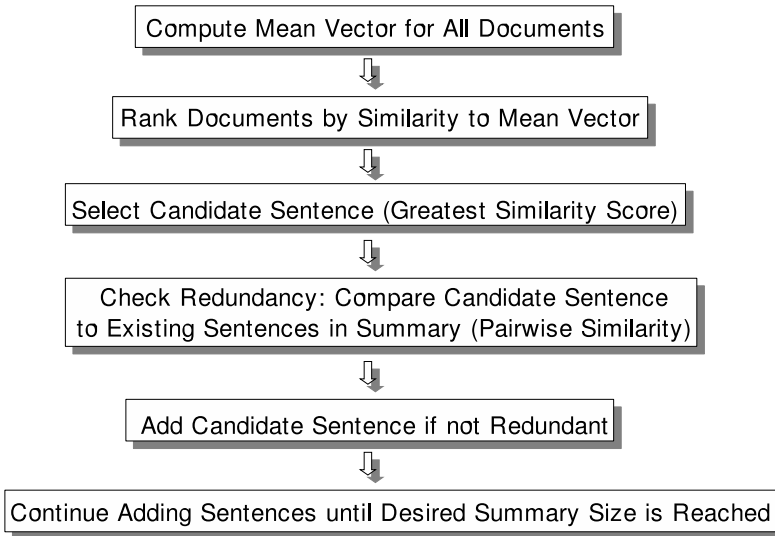 Compute Mean Vector for All Documents
Rank Documents by Similarity to Mean Vector
Select Candidate Sentence (Greatest Similarity Score)
Check Redundancy: Compare Candidate Sentence
to Existing Sentences in Summary (Pairwise Similarity)
Add Candidate Sentence if not Redundant
Continue Adding Sentences until Desired Summary Size is Reached